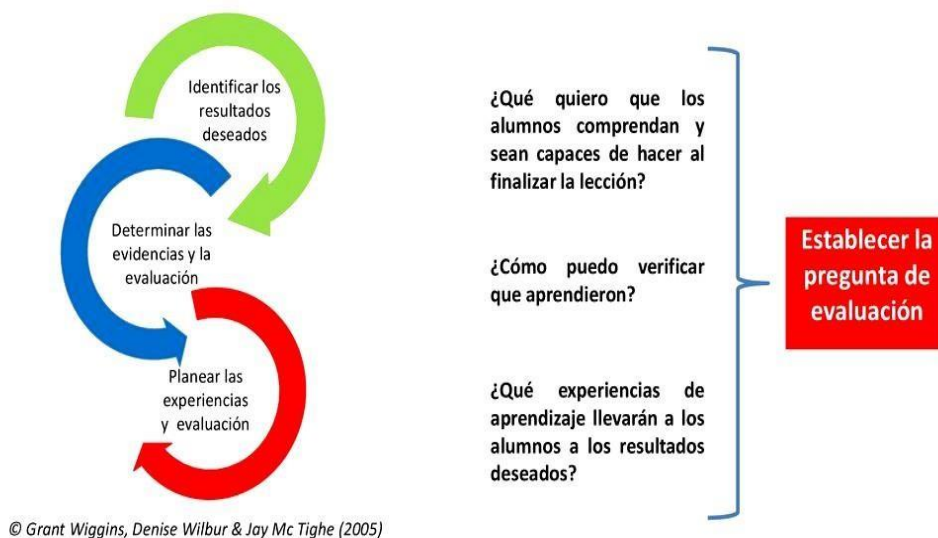 Identificar los
resultados
deseados
Determinar las
evidencias y la
evaluación
Planear las
experiencias
y evaluación
¿Qué quiero que los
alumnos comprendan y
sean capaces de hacer al
finalizar la lección?
¿Cómo puedo verificar
que aprendieron?
¿Qué experiencias de
aprendizaje llevarán a los
alumnos a los resultados
deseados?
Establecer la
pregunta de
evaluación
© Grant Wiggins, Denise Wilbur & Jay Mc Tighe (2005)